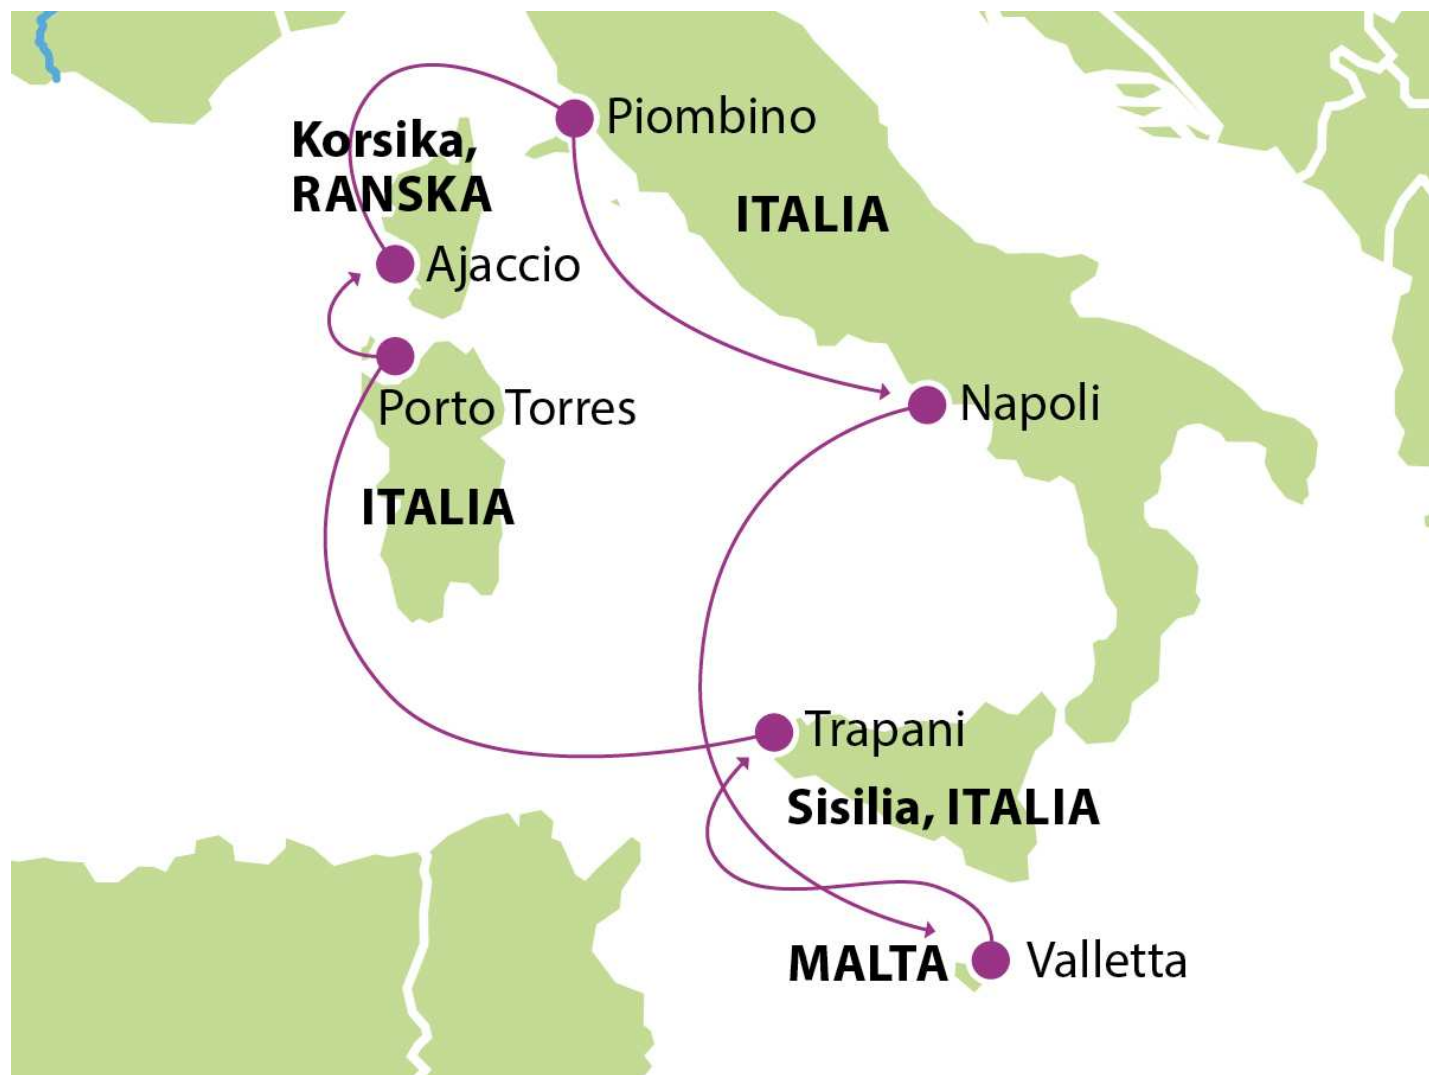 Piombino
Korsika,
RANSKA
ITALIA
Ajaccio
Porto Torres
Napoli
ITALIA
Trapani
Sisilia, ITALIA
MALTA
Valletta